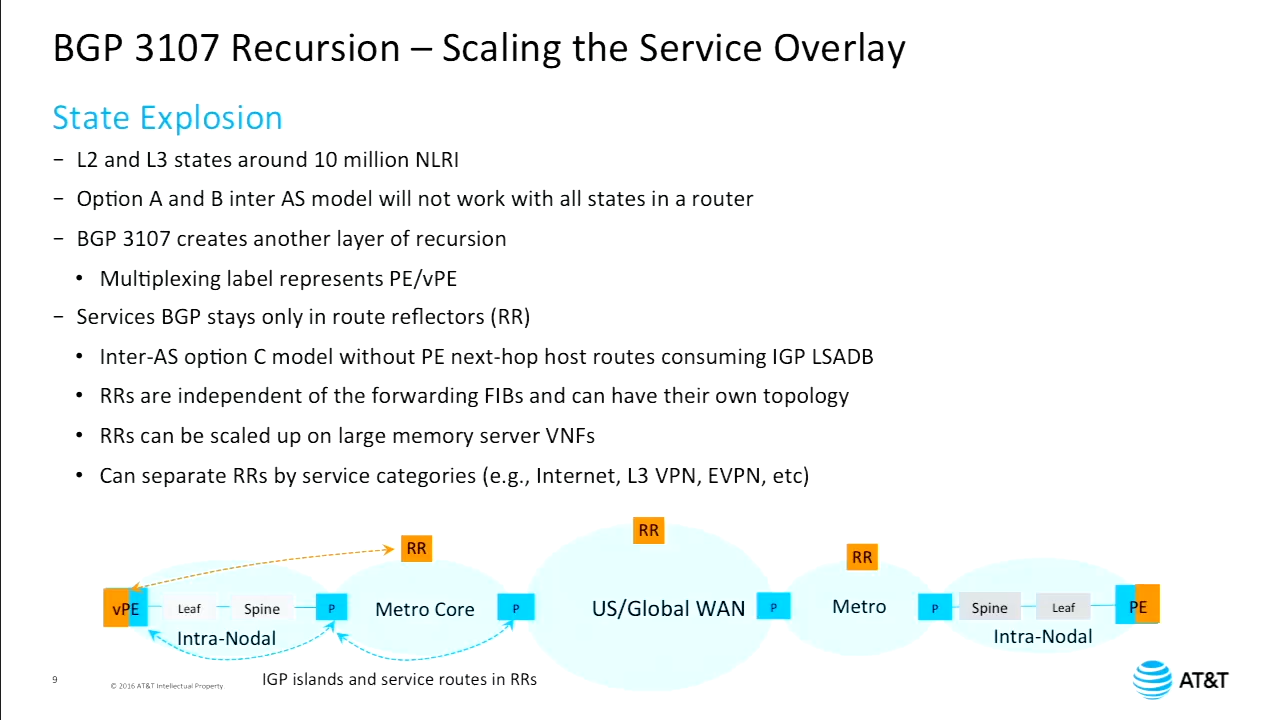 BGP 3107 Recursion – Scaling the Service Overlay
State Explosion
− L2 and L3 states around 10 million NLRI
− Option A and B inter AS model will not work with all states in a router
− BGP 3107 creates another layer of recursion
• Multiplexing label represents PE/vPE
− Services BGP stays only in route reflectors (RR)
• Inter-AS option C model without PE next-hop host routes consuming IGP LSADB
• RRs are independent of the forwarding FIBs and can have their own topology
• RRs can be scaled up on large memory server VNFs
• Can separate RRs by service categories (e.g., Internet, L3 VPN, EVPN, etc)
RR
RR
RR
vPE Leaf Spine P Metro Core P US/Global WAN P Metro P Spine Leaf PE
Intra-Nodal
Intra-Nodal
IGP islands and service routes in RRs
9
© 2016 AT&T Intellectual Property.
AT&T